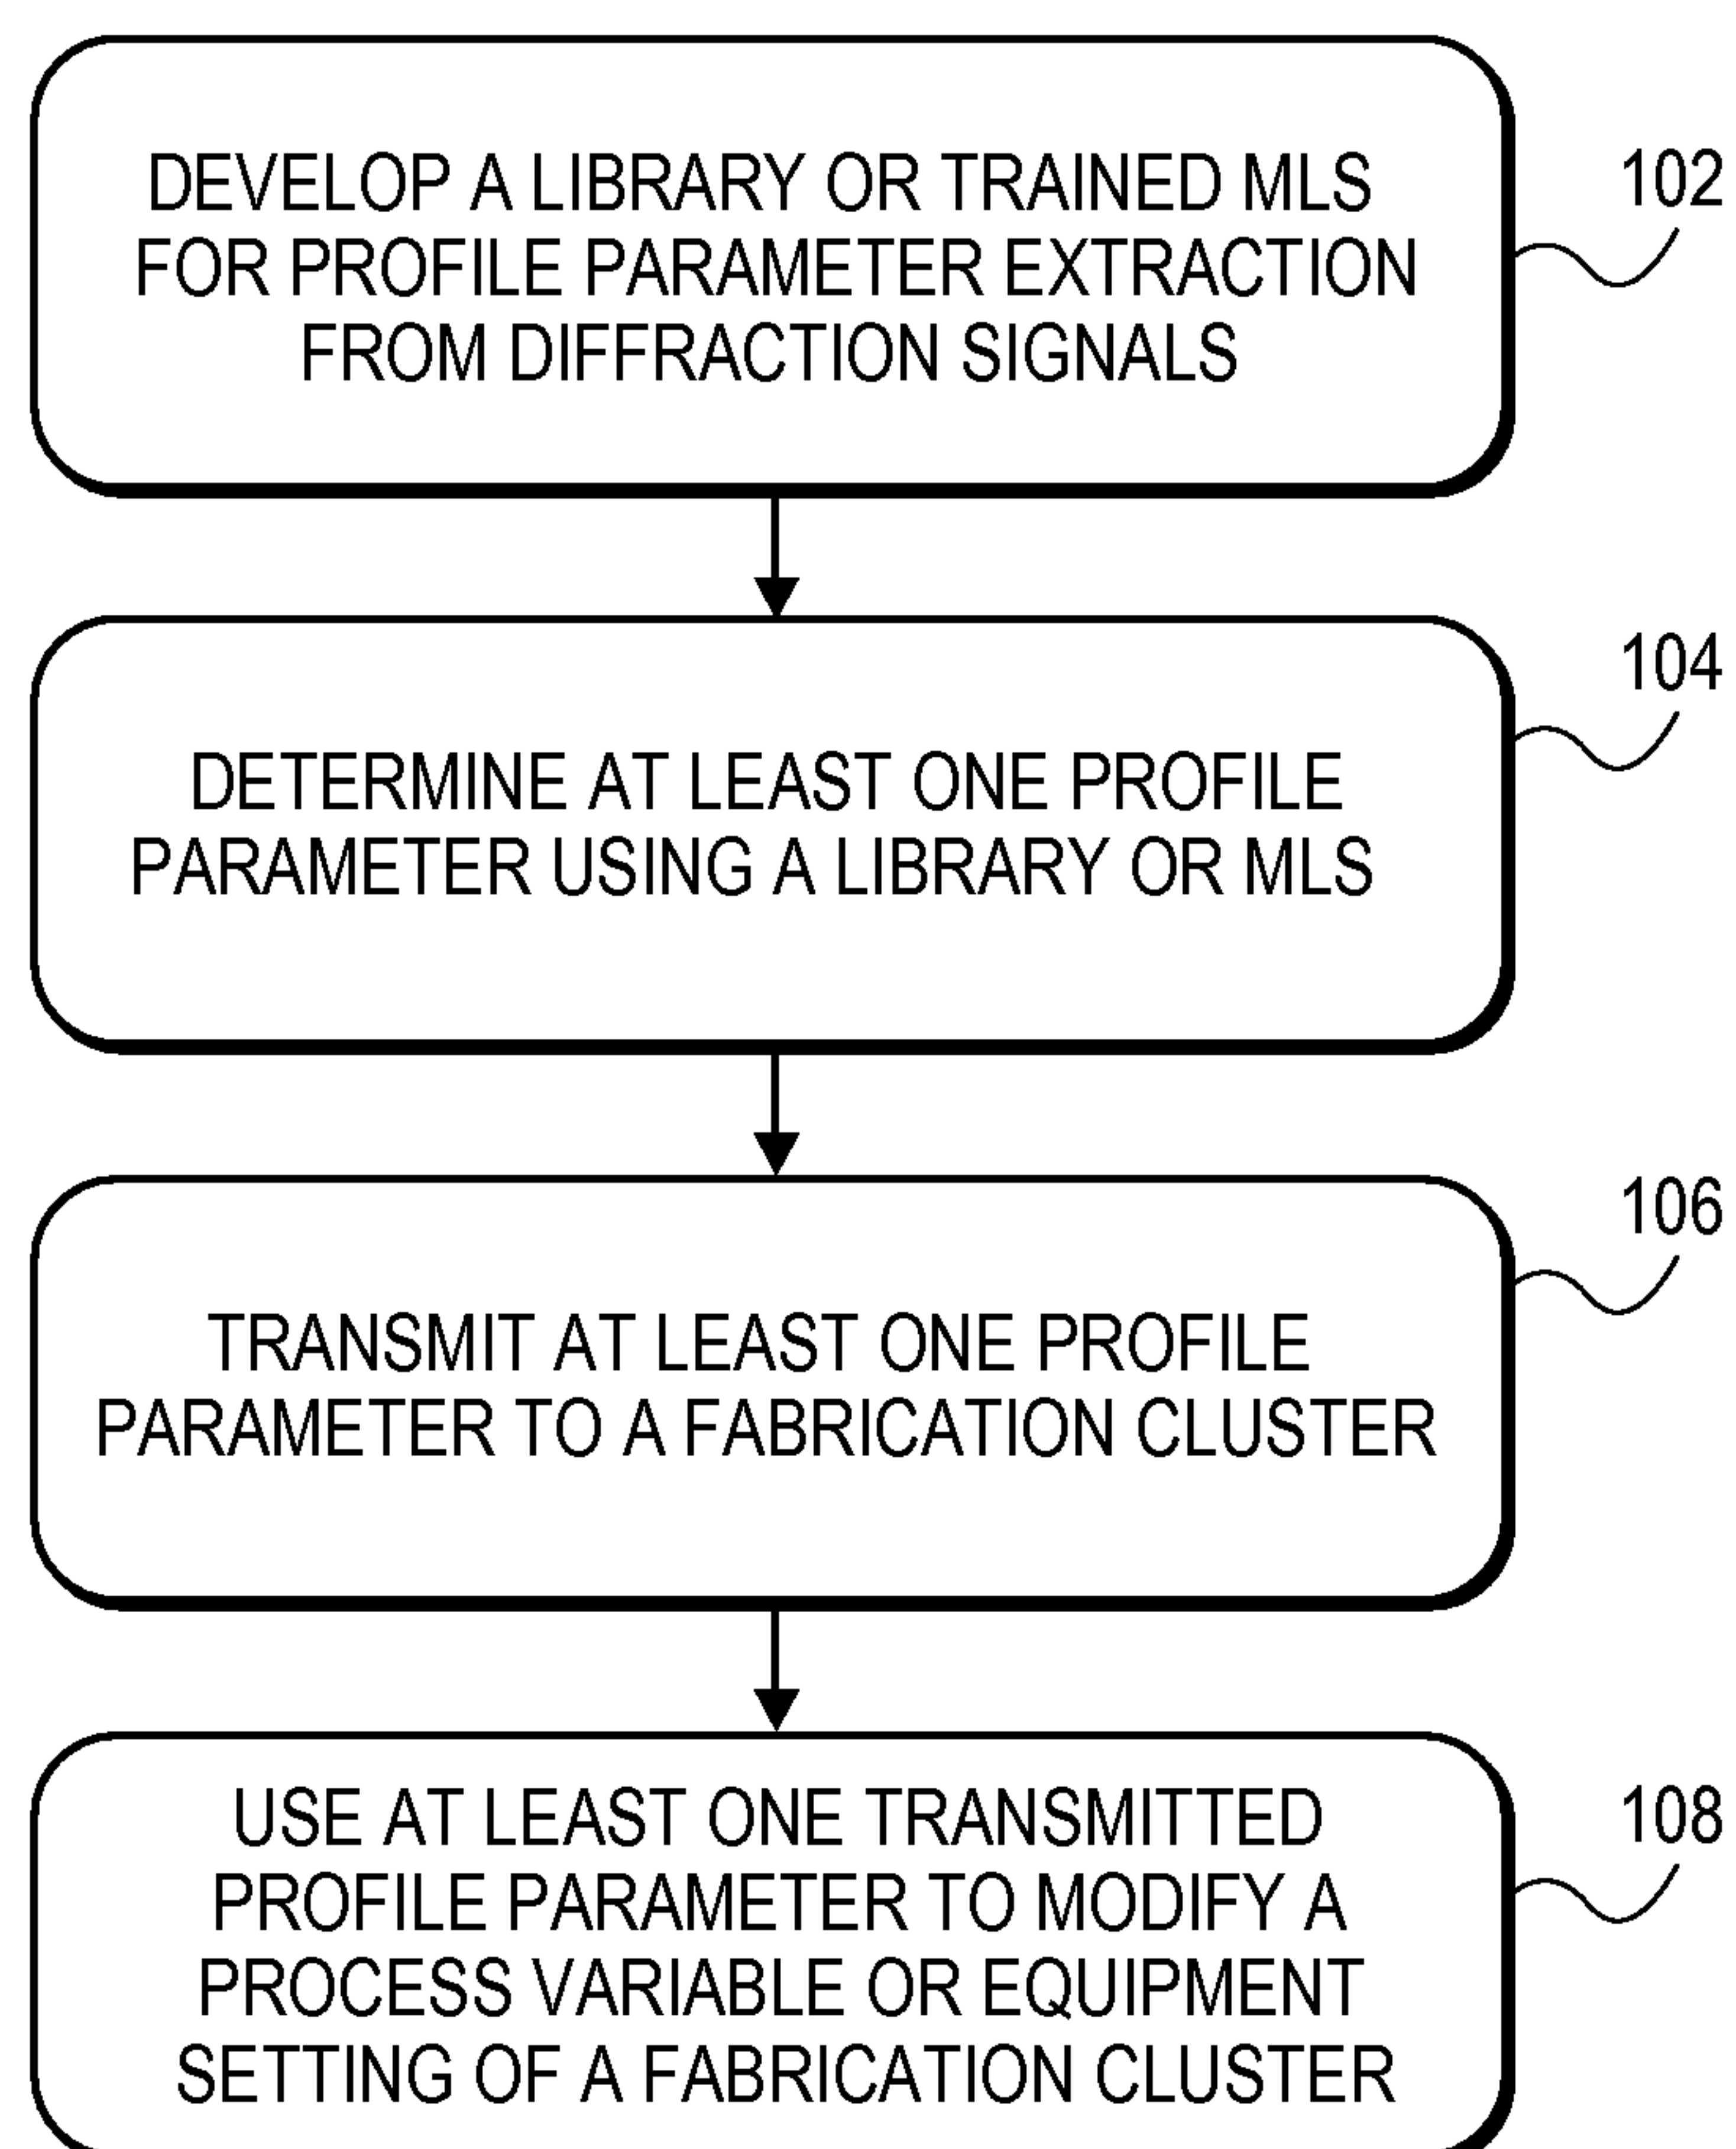 DEVELOP A LIBRARY OR TRAINED MLS
FOR PROFILE PARAMETER EXTRACTION
FROM DIFFRACTION SIGNALS
102
DETERMINE AT LEAST ONE PROFILE
PARAMETER USING A LIBRARY OR MLS
104
TRANSMIT AT LEAST ONE PROFILE
PARAMETER TO A FABRICATION CLUSTER
106
USE AT LEAST ONE TRANSMITTED
PROFILE PARAMETER TO MODIFY A
PROCESS VARIABLE OR EQUIPMENT
SETTING OF A FABRICATION CLUSTER
108